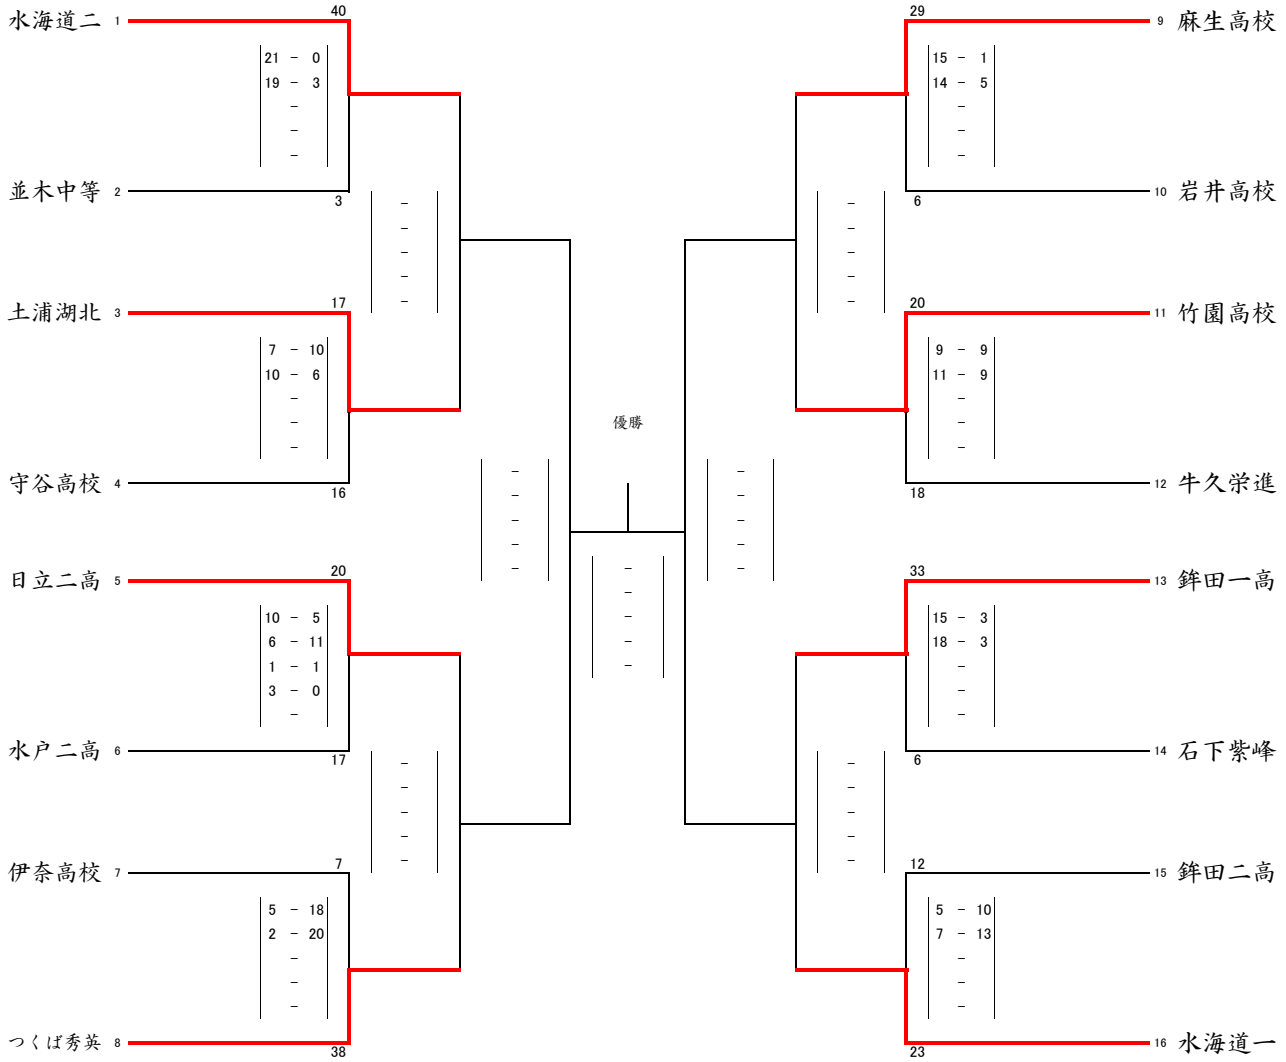 水海道二 1
40
21 - 0
19 - 3
-
-
-
並木中等 2
3
土浦湖北 3
17
7 - 10
10 - 6
-
-
-
守谷高校 4
16
-
-
-
-
-
日立二高 5
20
10 - 5
6 - 11
1 - 1
3 - 0
-
水戸二高 6
17
伊奈高校 7
7
5 - 18
2 - 20
-
-
-
つくば秀英 8
38
-
-
-
-
-
-
-
-
-
-
優勝
-
-
-
-
-
-
-
-
-
-
29
9 麻生高校
15 - 1
14 - 5
-
-
-
6
10 岩井高校
20
11 竹園高校
9 - 9
11 - 9
-
-
-
18
12 牛久栄進
-
-
-
-
-
33
13 鉾田一高
15 - 3
18 - 3
-
-
-
6
14 石下紫峰
12
15 鉾田二高
5 - 10
7 - 13
-
-
-
23
16 水海道一
-
-
-
-
-